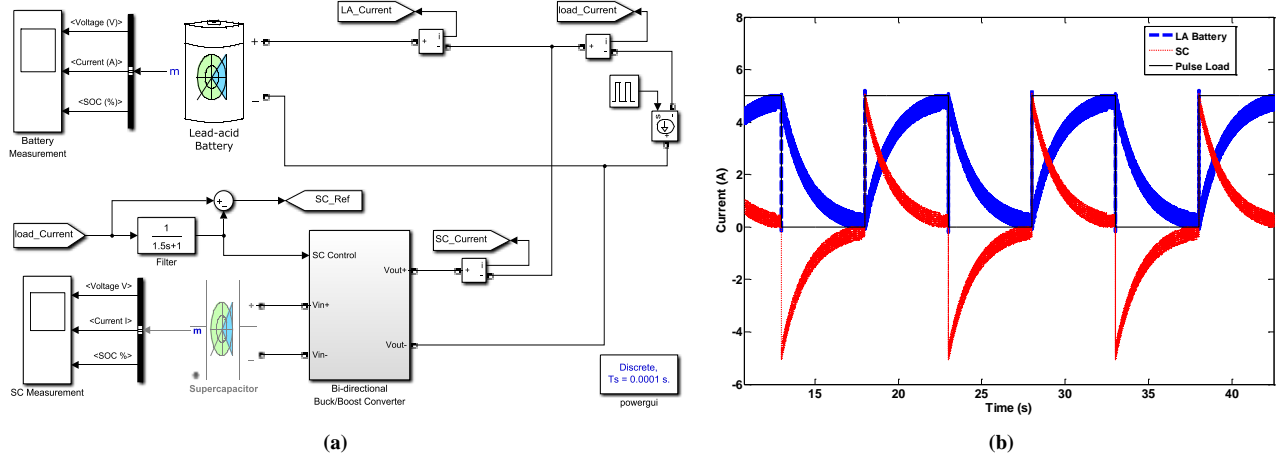 LA_Current
load_Current
<Voltage (V)>
<Current (A)>
<SOC (%)>
m
+
−
i
+
−
i
+
−
s
−
+
Battery
Measurement
Lead-acid
Battery
load_Current
1
1.5s+1
Filter
+
−
SC_Ref
SC_Current
SC Control
Vout+
Vin+
Vin-
Vout-
+
i
−
<Voltage V>
<Current I>
<SOC %>
m
+
−
SC Measurement
Supercapacitor
Bi-directional
Buck/Boost Converter
Discrete,
Ts = 0.0001 s.
powergui
(a)
LA Battery
SC
Pulse Load
Current (A)
8
6
4
2
0
-2
-4
-6
15
20
25
30
35
40
Time (s)
(b)